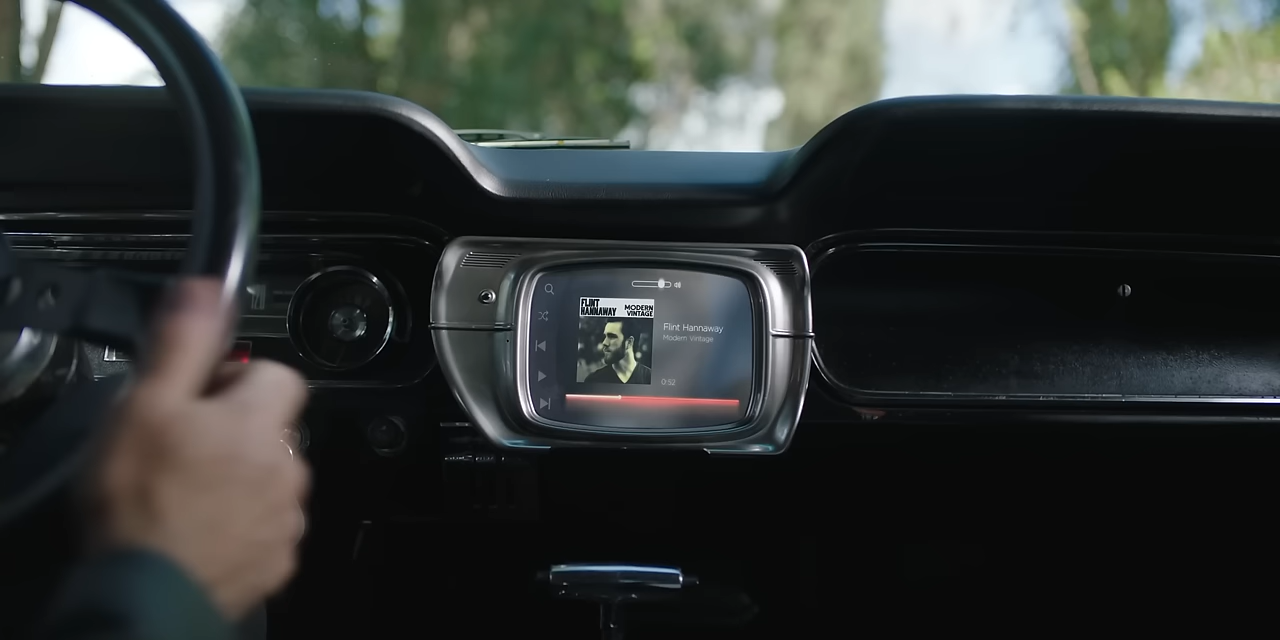 FLINT
HANNAWAY
MODERN
VINTAGE
Flint Hannaway
Modern Vintage
0:52